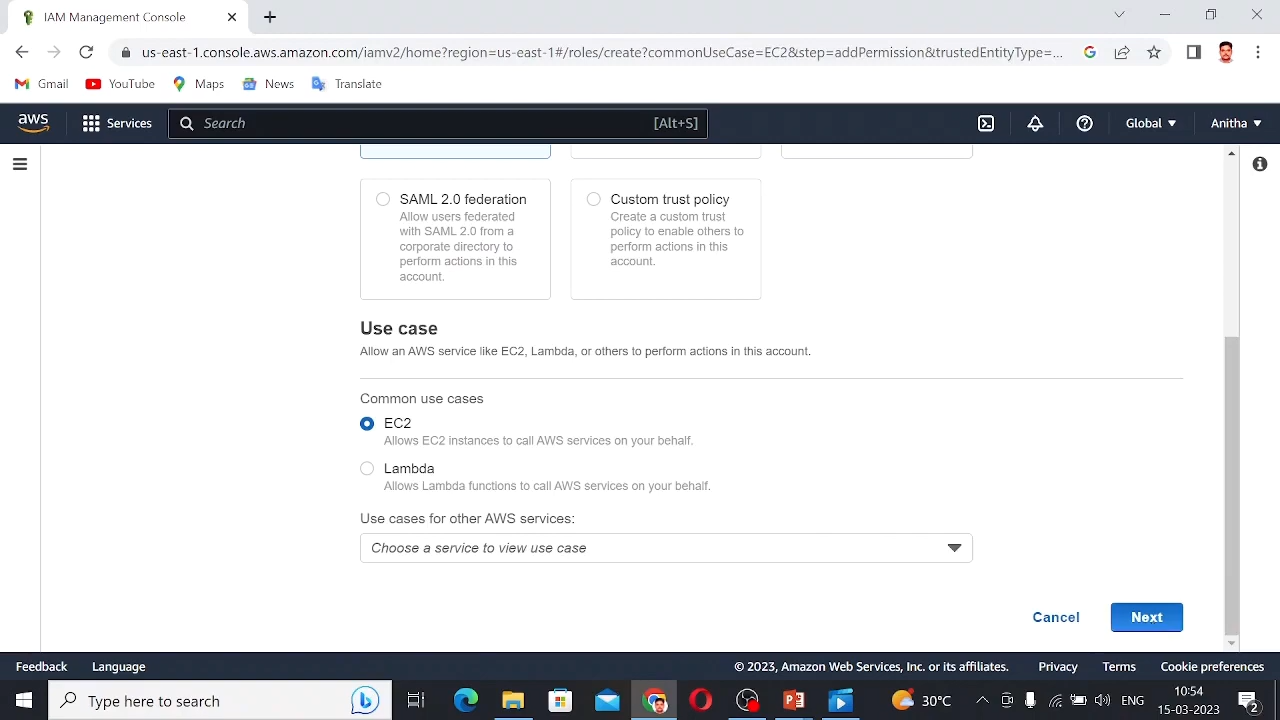 IAM Management Console
us-east-1.console.aws.amazon.com/iamv2/home?region=us-east-1#/roles/create?commonUseCase=EC2&step=addPermission&trustedEntityType=...
Gmail YouTube Maps News Translate
aws Services Search [Alt+S] Global Anitha
SAML 2.0 federation
Allow users federated
with SAML 2.0 from a
corporate directory to
perform actions in this
account.
Custom trust policy
Create a custom trust
policy to enable others to
perform actions in this
account.
Use case
Allow an AWS service like EC2, Lambda, or others to perform actions in this account.
Common use cases
EC2
Allows EC2 instances to call AWS services on your behalf.
Lambda
Allows Lambda functions to call AWS services on your behalf.
Use cases for other AWS services:
Choose a service to view use case
Cancel Next
Feedback Language © 2023, Amazon Web Services, Inc. or its affiliates. Privacy Terms Cookie preferences
Type here to search 30°C ENG 10:54
15-03-2023 2